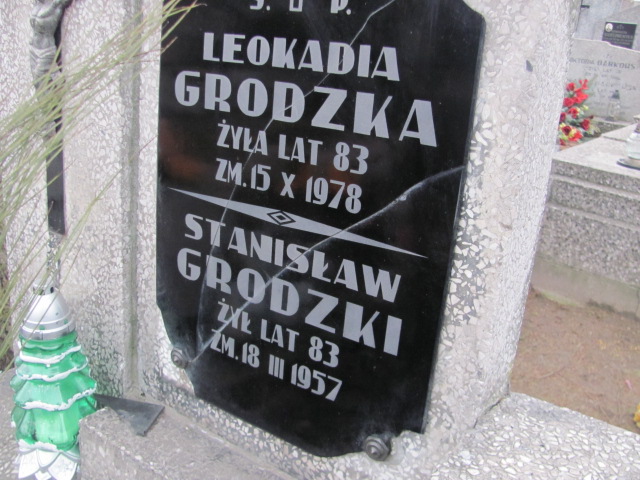 Ś. † P.
LEOKADIA
GRODZKA
ŻYŁA LAT 83
ZM. 15 X 1978
STANISŁAW
GRODZKI
ŻYŁ LAT 83
ZM. 18 III 1957